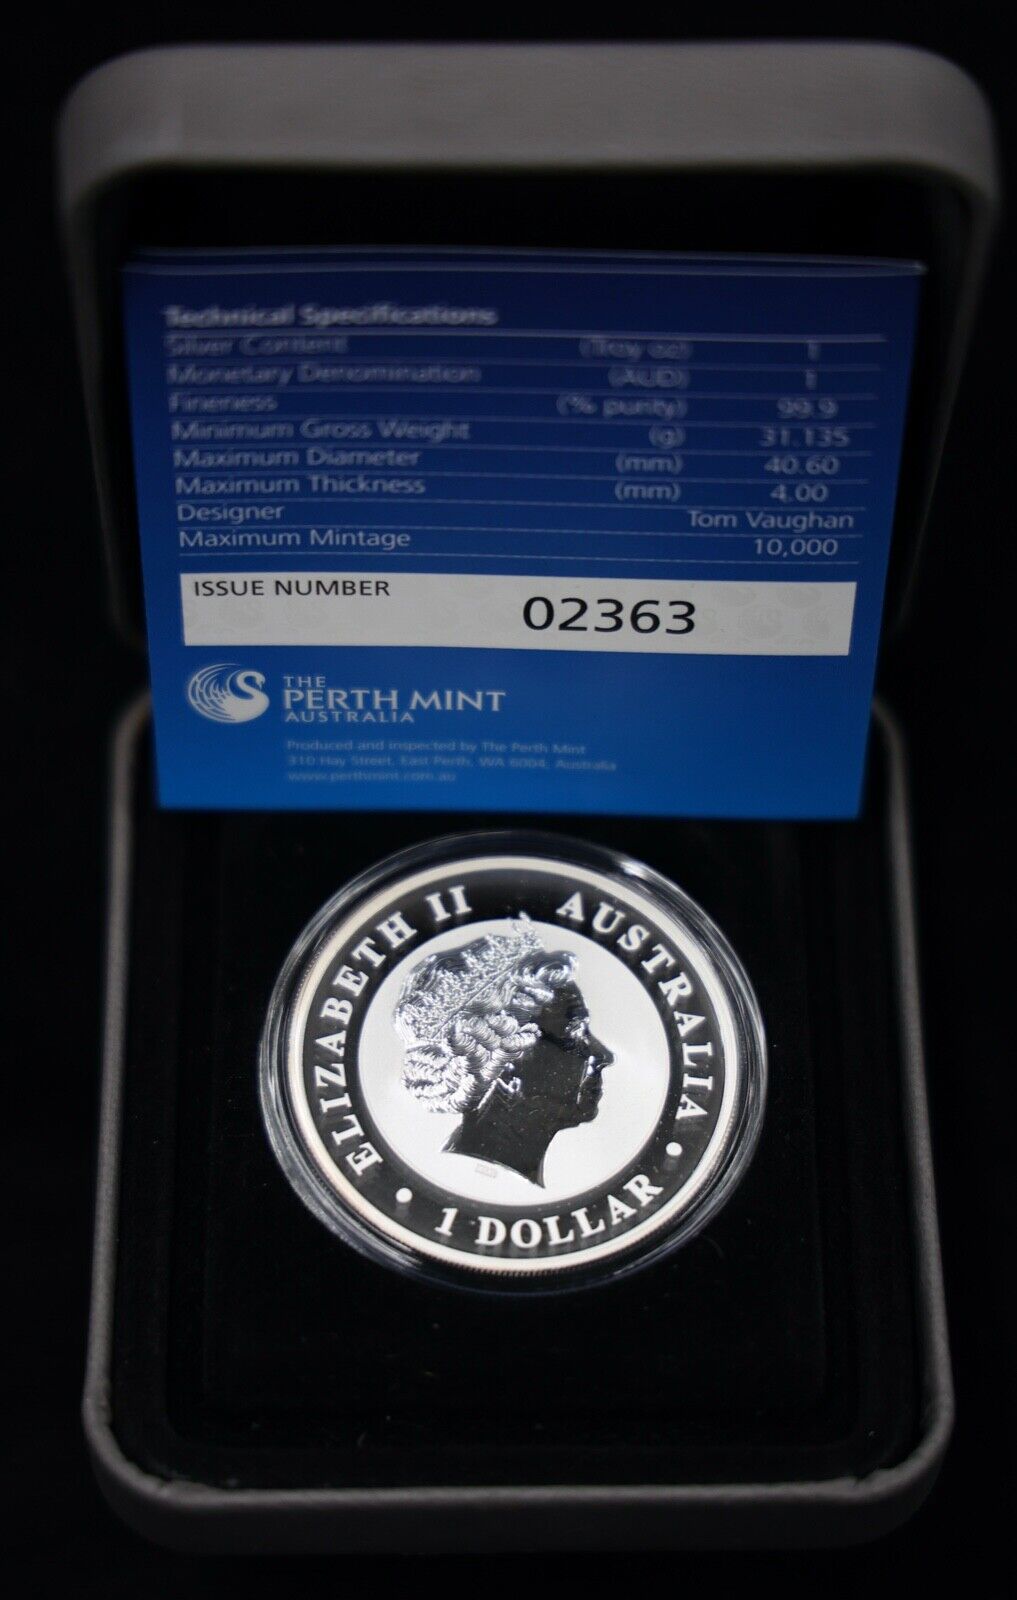 Technical Specifications
Silver Content (Troy oz) 1
Monetary Denomination (AUD) 1
Fineness (% purity) 99.9
Minimum Gross Weight (g) 31.135
Maximum Diameter (mm) 40.60
Maximum Thickness (mm) 4.00
Designer Tom Vaughan
Maximum Mintage 10,000
ISSUE NUMBER 02363
THE
PERTH MINT
AUSTRALIA
Produced and inspected by The Perth Mint
310 Hay Street, East Perth, WA 6004, Australia
www.perthmint.com.au
ELIZABETH II AUSTRALIA
• 1 DOLLAR •